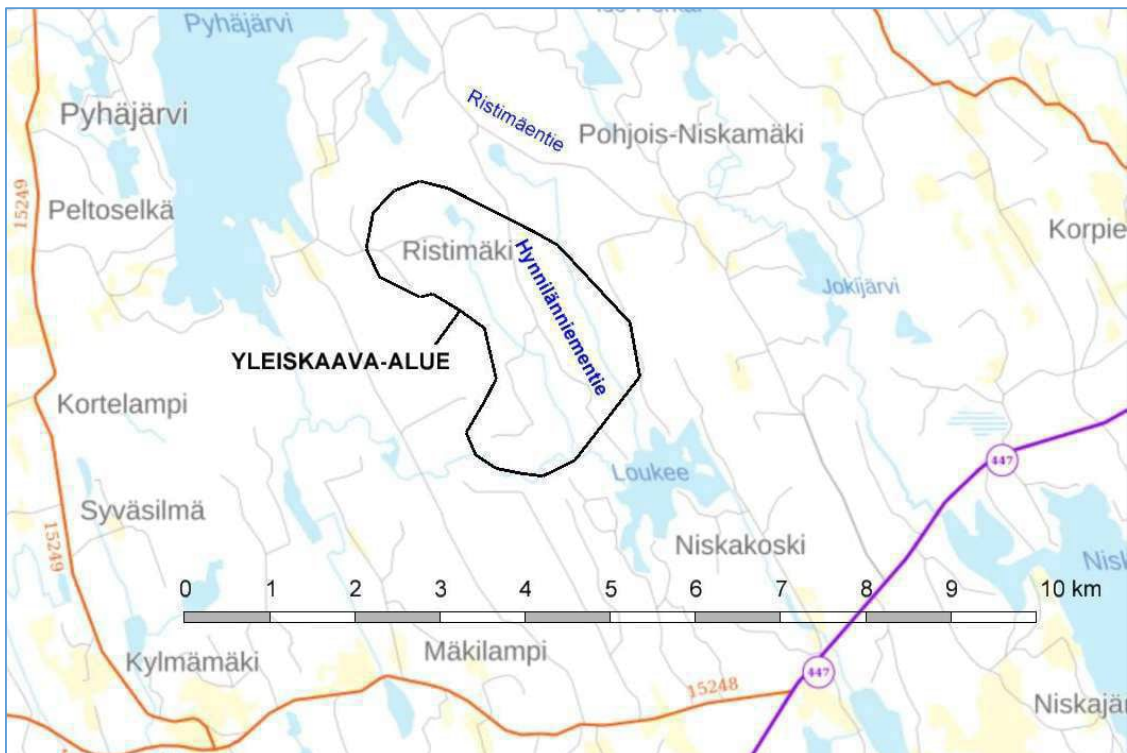 Pyhäjärvi
Pyhäjärvi
Ristimäentie
Pohjois-Niskamäki
15249
Peltoselkä
Ristimäki
Korpie
Hynnilänniementie
Jokijärvi
YLEISKAAVA-ALUE
Kortelampi
447
Loukee
Syväsilmä
15249
Niskakoski
Nisk
0 1 2 3 4 5 6 7 8 9 10 km
Kylmämäki
Mäkilampi
447
15248
Niskajär